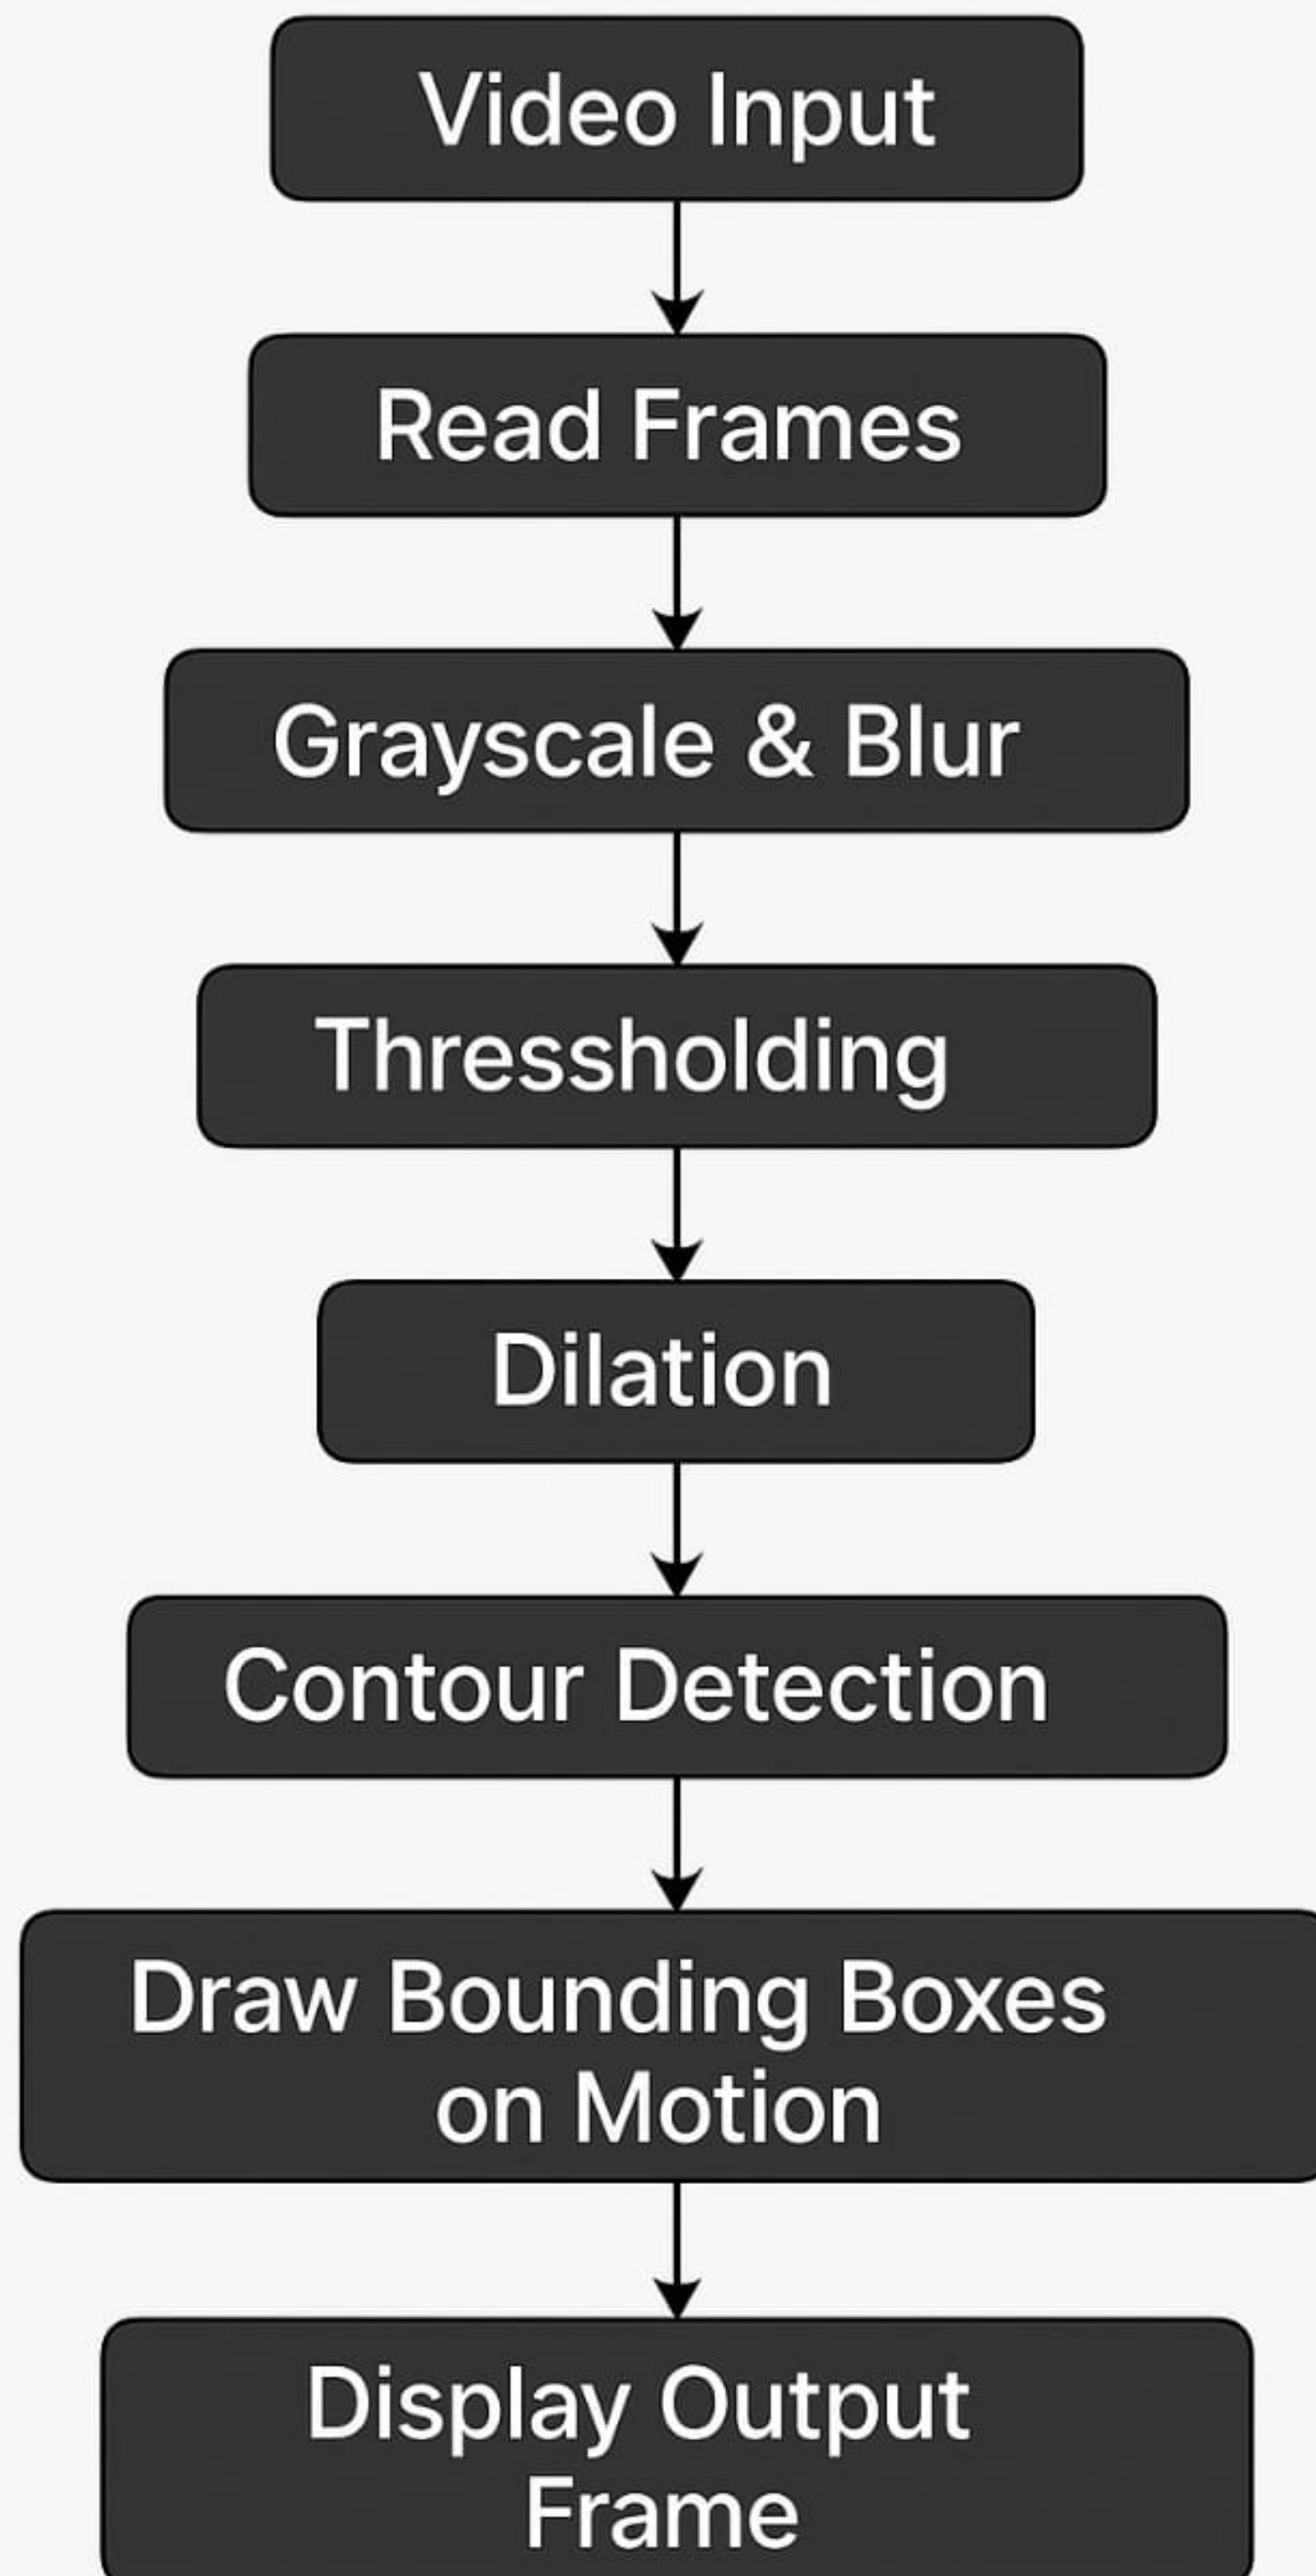 Video Input
Read Frames
Grayscale & Blur
Thressholding
Dilation
Contour Detection
Draw Bounding Boxes
on Motion
Display Output
Frame